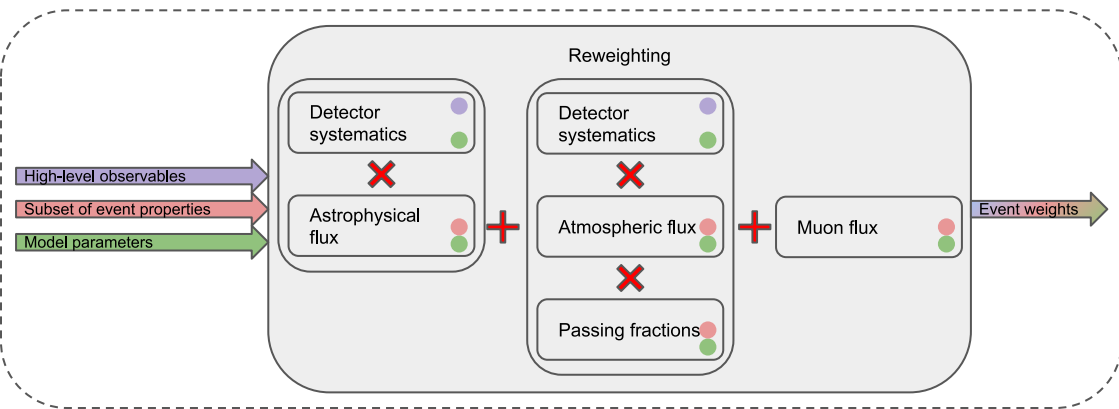 Reweighting
High-level observables
Subset of event properties
Model parameters
Detector
systematics
Astrophysical
flux
Detector
systematics
Atmospheric flux
Passing fractions
Muon flux
Event weights